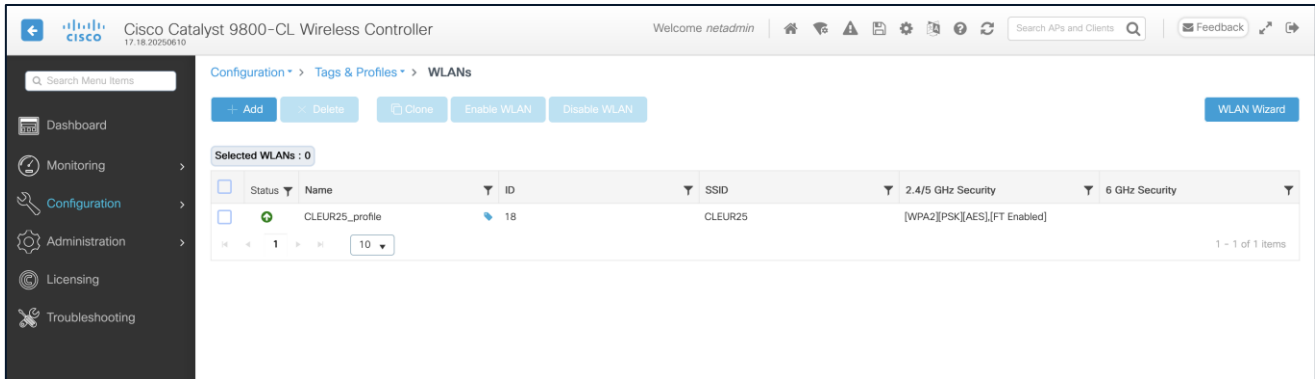 CISCO
Cisco Catalyst 9800-CL Wireless Controller
17.18.20250610
Welcome netadmin
Search APs and Clients
Feedback
Search Menu Items
Dashboard
Monitoring
Configuration
Administration
Licensing
Troubleshooting
Configuration > Tags & Profiles > WLANs
+ Add
× Delete
Clone
Enable WLAN
Disable WLAN
WLAN Wizard
Selected WLANs : 0
Status Name ID SSID 2.4/5 GHz Security 6 GHz Security
CLEUR25_profile 18 CLEUR25 [WPA2][PSK][AES],[FT Enabled]
1 10 1 - 1 of 1 items